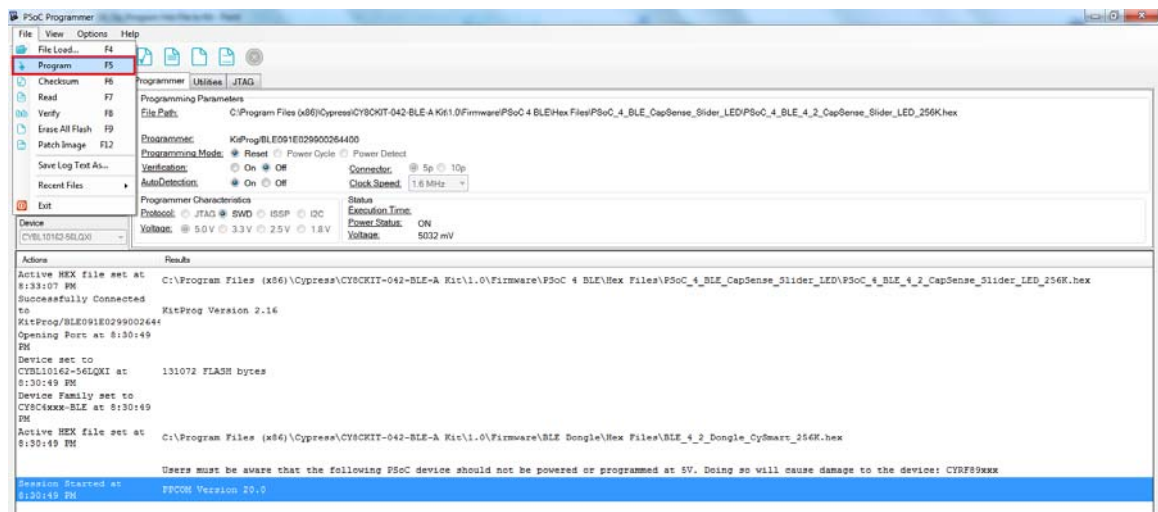 PSoC Programmer
File View Options Help
File Load... F4
Program F5
Checksum F6
Read F7
Verify F8
Erase All Flash F9
Patch Image F12
Save Log Text As...
Recent Files
Exit
Device
CYBL10162-56LQXI
Programmer Utilities JTAG
Programming Parameters
File Path: C:\Program Files (x86)\Cypress\CY8CKIT-042-BLE-A Kit\1.0\Firmware\PSoC 4 BLE\Hex Files\PSoC_4_BLE_CapSense_Slider_LED\PSoC_4_BLE_4_2_CapSense_Slider_LED_256K.hex
Programmer: KitProg/BLE091E029900264400
Programming Mode: Reset Power Cycle Power Detect
Verification: On Off Connector: 5p 10p
AutoDetection: On Off Clock Speed: 1.6 MHz
Programmer Characteristics
Protocol: JTAG SWD ISSP I2C
Voltage: 5.0 V 3.3 V 2.5 V 1.8 V
Status
Execution Time:
Power Status: ON
Voltage: 5032 mV
Actions Results
Active HEX file set at
8:33:07 PM
C:\Program Files (x86)\Cypress\CY8CKIT-042-BLE-A Kit\1.0\Firmware\PSoC 4 BLE\Hex Files\PSoC_4_BLE_CapSense_Slider_LED\PSoC_4_BLE_4_2_CapSense_Slider_LED_256K.hex
Successfully Connected
to
KitProg/BLE091E0299002644
KitProg Version 2.16
Opening Port at 8:30:49
PM
Device set to
CYBL10162-56LQXI at
8:30:49 PM
131072 FLASH bytes
Device Family set to
CY8C4xxx-BLE at 8:30:49
PM
Active HEX file set at
8:30:49 PM
C:\Program Files (x86)\Cypress\CY8CKIT-042-BLE-A Kit\1.0\Firmware\BLE Dongle\Hex Files\BLE_4_2_Dongle_CySmart_256K.hex
Users must be aware that the following PSoC device should not be powered or programmed at 5V. Doing so will cause damage to the device: CYRF89xxx
Session Started at
8:30:49 PM
PPCOM Version 20.0